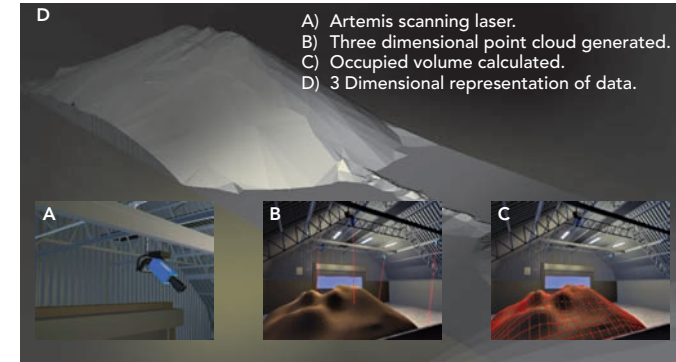 D
A) Artemis scanning laser.
B) Three dimensional point cloud generated.
C) Occupied volume calculated.
D) 3 Dimensional representation of data.
A
B
C